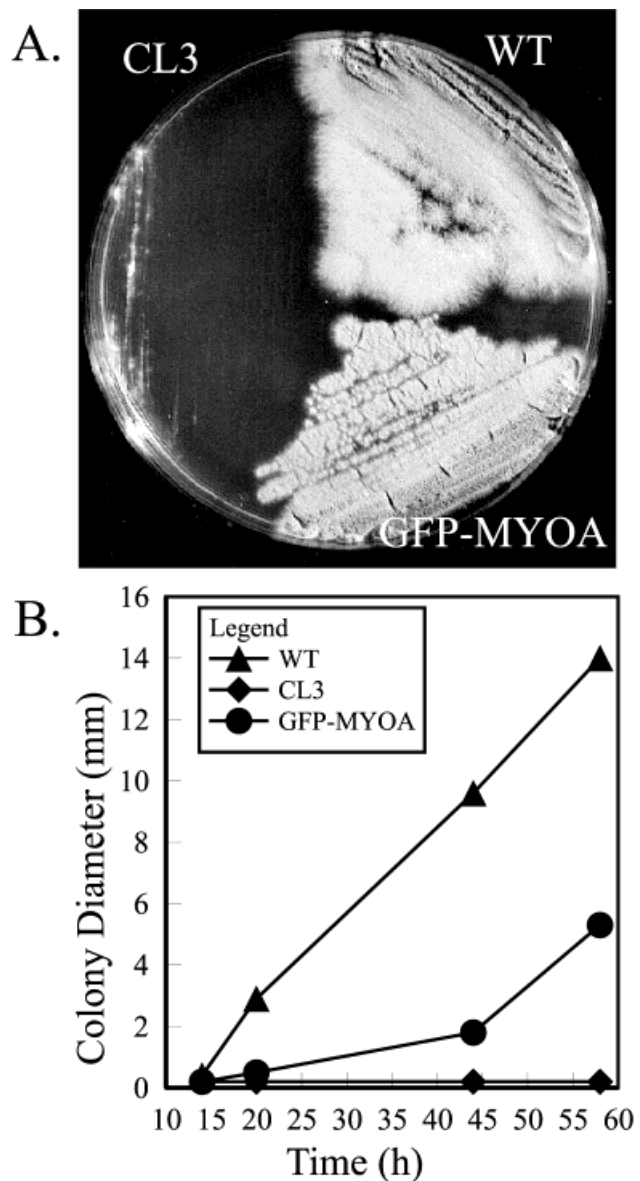 A.
CL3
WT
GFP-MYOA
B.
16
14
12
10
8
6
4
2
0
Colony Diameter (mm)
Legend
WT
CL3
GFP-MYOA
10 15 20 25 30 35 40 45 50 55 60
Time (h)